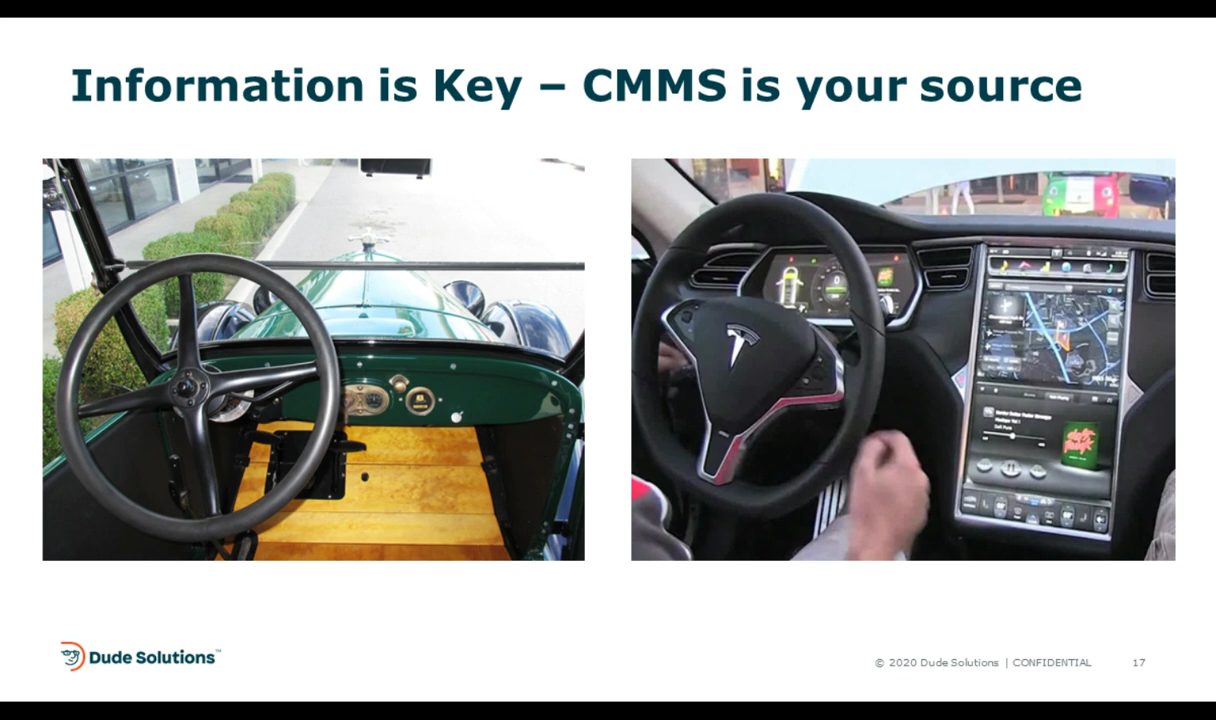 Information is Key – CMMS is your source
Dude Solutions™
© 2020 Dude Solutions | CONFIDENTIAL
17